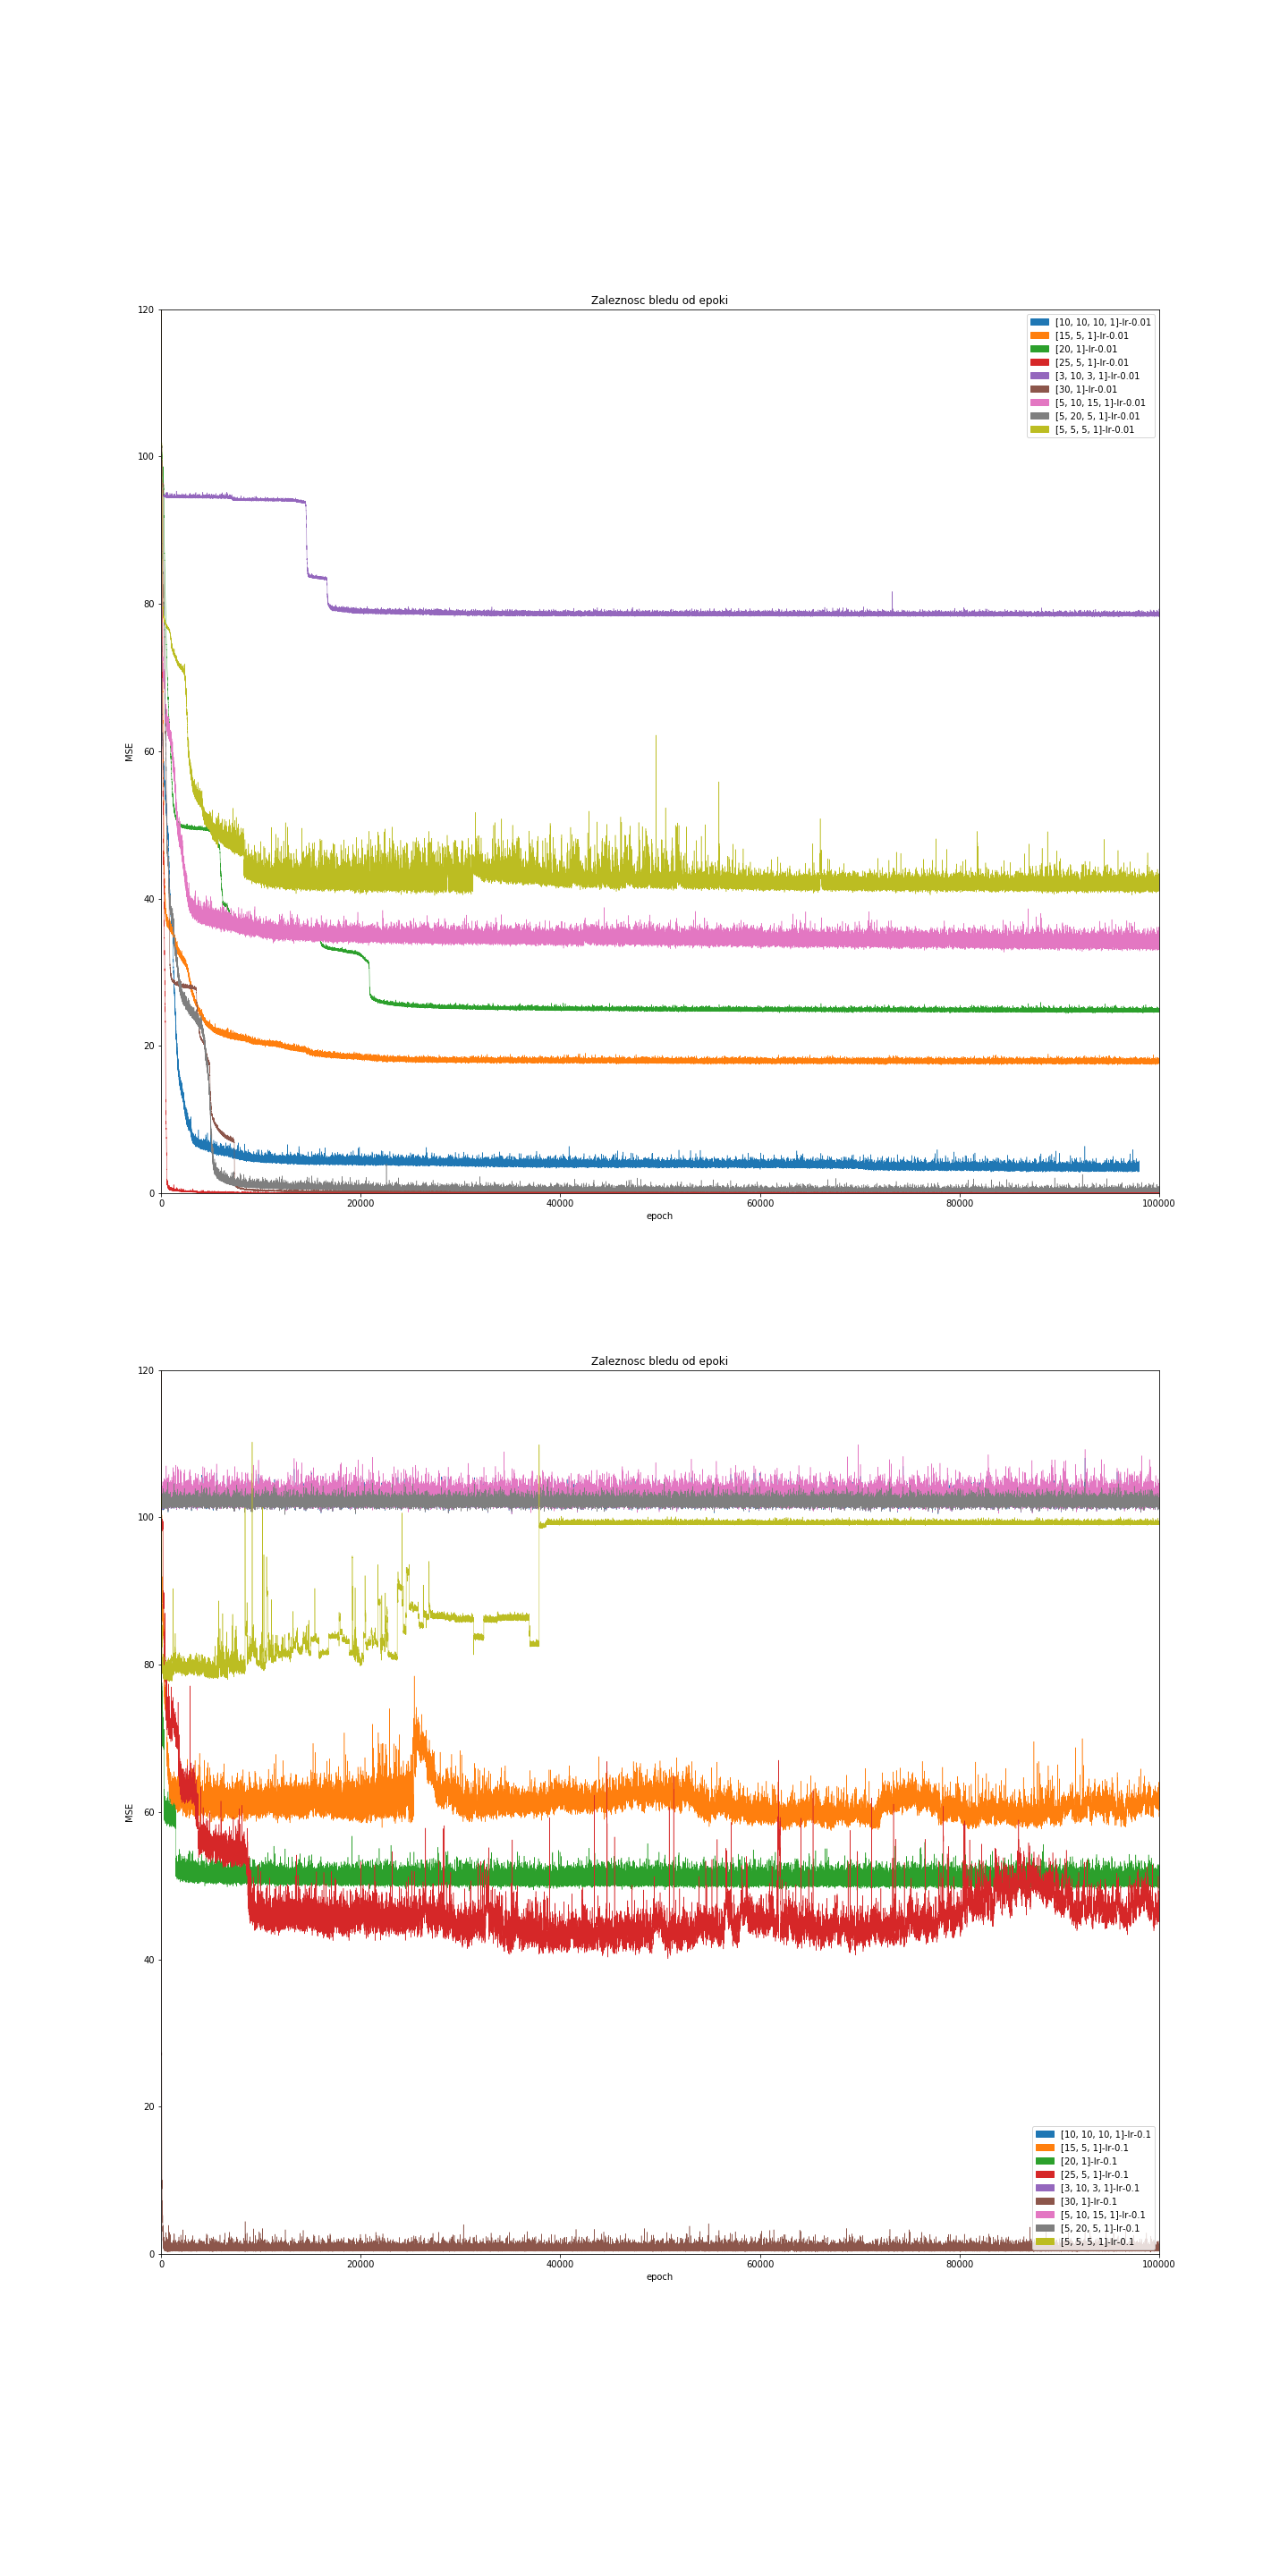 Zaleznosc bledu od epoki
120
[10, 10, 10, 1]-lr-0.01
[15, 5, 1]-lr-0.01
[20, 1]-lr-0.01
[25, 5, 1]-lr-0.01
[3, 10, 3, 1]-lr-0.01
[30, 1]-lr-0.01
[5, 10, 15, 1]-lr-0.01
[5, 20, 5, 1]-lr-0.01
[5, 5, 5, 1]-lr-0.01
100
80
60
MSE
40
20
0
0 20000 40000 60000 80000 100000
epoch
Zaleznosc bledu od epoki
120
100
80
60
MSE
40
20
[10, 10, 10, 1]-lr-0.1
[15, 5, 1]-lr-0.1
[20, 1]-lr-0.1
[25, 5, 1]-lr-0.1
[3, 10, 3, 1]-lr-0.1
[30, 1]-lr-0.1
[5, 10, 15, 1]-lr-0.1
[5, 20, 5, 1]-lr-0.1
[5, 5, 5, 1]-lr-0.1
0
0 20000 40000 60000 80000 100000
epoch